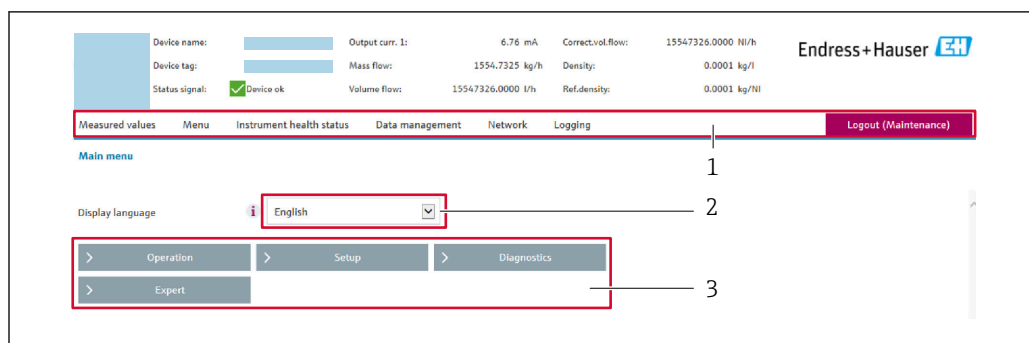 Device name: Output curr. 1: 6.76 mA Correct.vol.flow: 15547326.0000 Nl/h
Endress+Hauser EH
Device tag: Mass flow: 1554.7325 kg/h Density: 0.0001 kg/l
Status signal: Device ok Volume flow: 15547326.0000 l/h Ref.density: 0.0001 kg/Nl
Measured values Menu Instrument health status Data management Network Logging Logout (Maintenance)
1
Main menu
Display language i English 2
> Operation > Setup > Diagnostics
> Expert 3